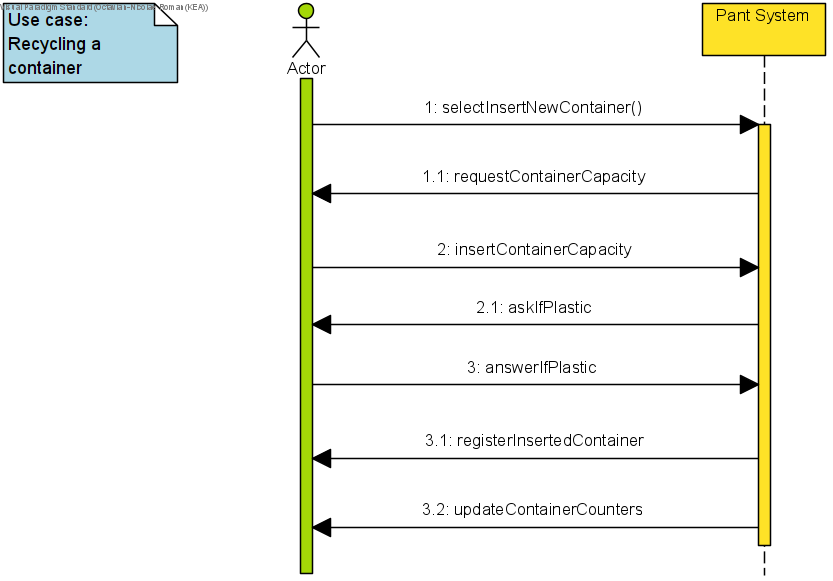 Visual Paradigm Standard (Octavian-Nicolae Roman (KEA))
Use case:
Recycling a
container
Actor
Pant System
1: selectInsertNewContainer()
1.1: requestContainerCapacity
2: insertContainerCapacity
2.1: askIfPlastic
3: answerIfPlastic
3.1: registerInsertedContainer
3.2: updateContainerCounters